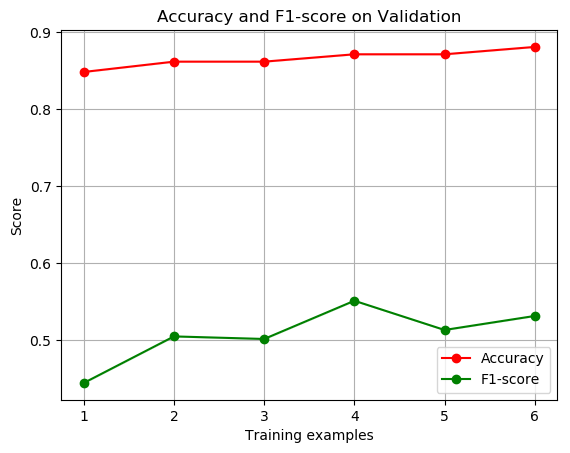 Accuracy and F1-score on Validation
0.9
0.8
0.7
0.6
0.5
Score
1 2 3 4 5 6
Training examples
Accuracy
F1-score